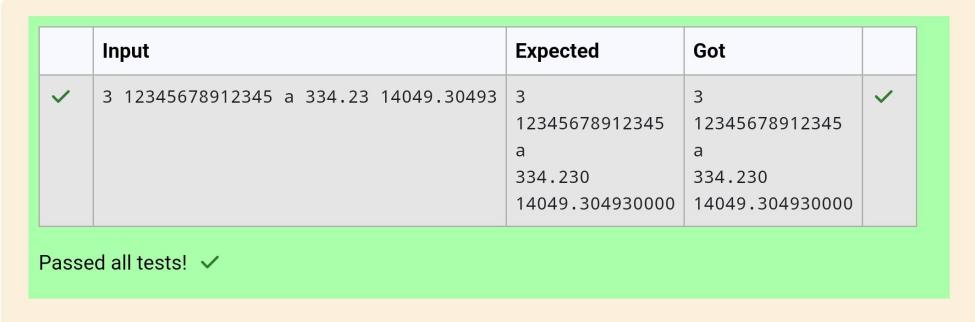 Input Expected Got
3 12345678912345 a 334.23 14049.30493 3 3
12345678912345 12345678912345
a a
334.230 334.230
14049.304930000 14049.304930000
Passed all tests!